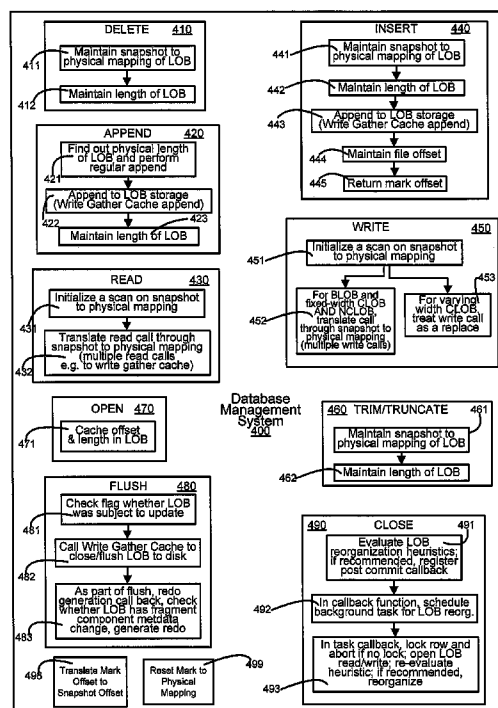 DELETE 410
411
Maintain snapshot to
physical mapping of LOB
412
Maintain length of LOB
APPEND 420
Find out physical length
of LOB and perform
regular append
421
Append to LOB storage
(Write Gather Cache append)
422
423
Maintain length of LOB
READ 430
Initialize a scan on snapshot
to physical mapping
431
Translate read call through
snapshot to physical mapping
(multiple read calls
e.g. to write gather cache)
432
OPEN 470
471
Cache offset
& length in LOB
FLUSH 480
Check flag whether LOB
was subject to update
481
Call Write Gather Cache to
close/flush LOB to disk
482
As part of flush, redo
generation call back, check
whether LOB has fragment
component metdata
change, generate redo
483
Translate Mark
Offset to
Snapshot Offset
Reset Mark to
Physical
Mapping
499
Database
Management
System
400
INSERT 440
441
Maintain snapshot to
physical mapping of LOB
442
Maintain length of LOB
443
Append to LOB storage
(Write Gather Cache append)
444
Maintain file offset
445
Return mark offset
WRITE 450
Initialize a scan on snapshot
to physical mapping
451
For BLOB and
fixed-width CLOB
AND NCLOB,
translate call
through snapshot to
physical mapping
(multiple write calls)
452
453
For varying
width CLOB,
treat write call
as a replace
460 TRIM/TRUNCATE 461
Maintain snapshot to
physical mapping of LOB
462
Maintain length of LOB
490 CLOSE 491
Evaluate LOB
reorganization heuristics;
if recommended, register
post commit callback
492
In callback function, schedule
background task for LOB reorg.
In task callback, lock row and
abort if no lock; open LOB
read/write; re-evaluate
heuristic; if recommended,
reorganize
493